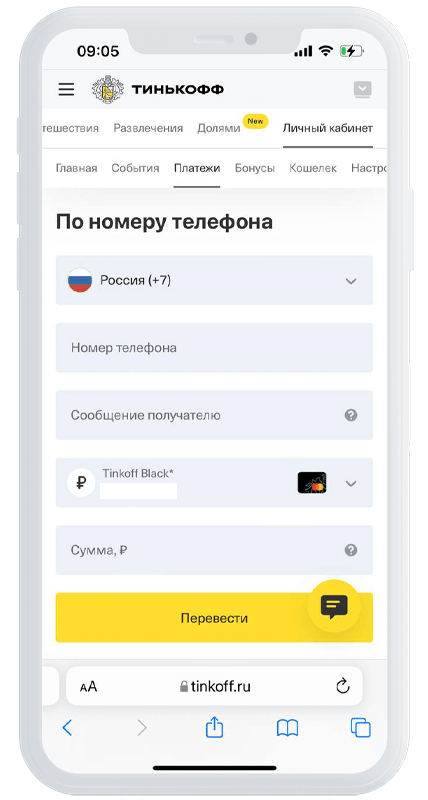 09:05
ТИНЬКОФФ
тешествия Развлечения Долями New Личный кабинет
Главная События Платежи Бонусы Кошелек Настро
По номеру телефона
Россия (+7)
Номер телефона
Сообщение получателю ?
₽ Tinkoff Black*
Сумма, ₽ ?
Перевести
AA tinkoff.ru